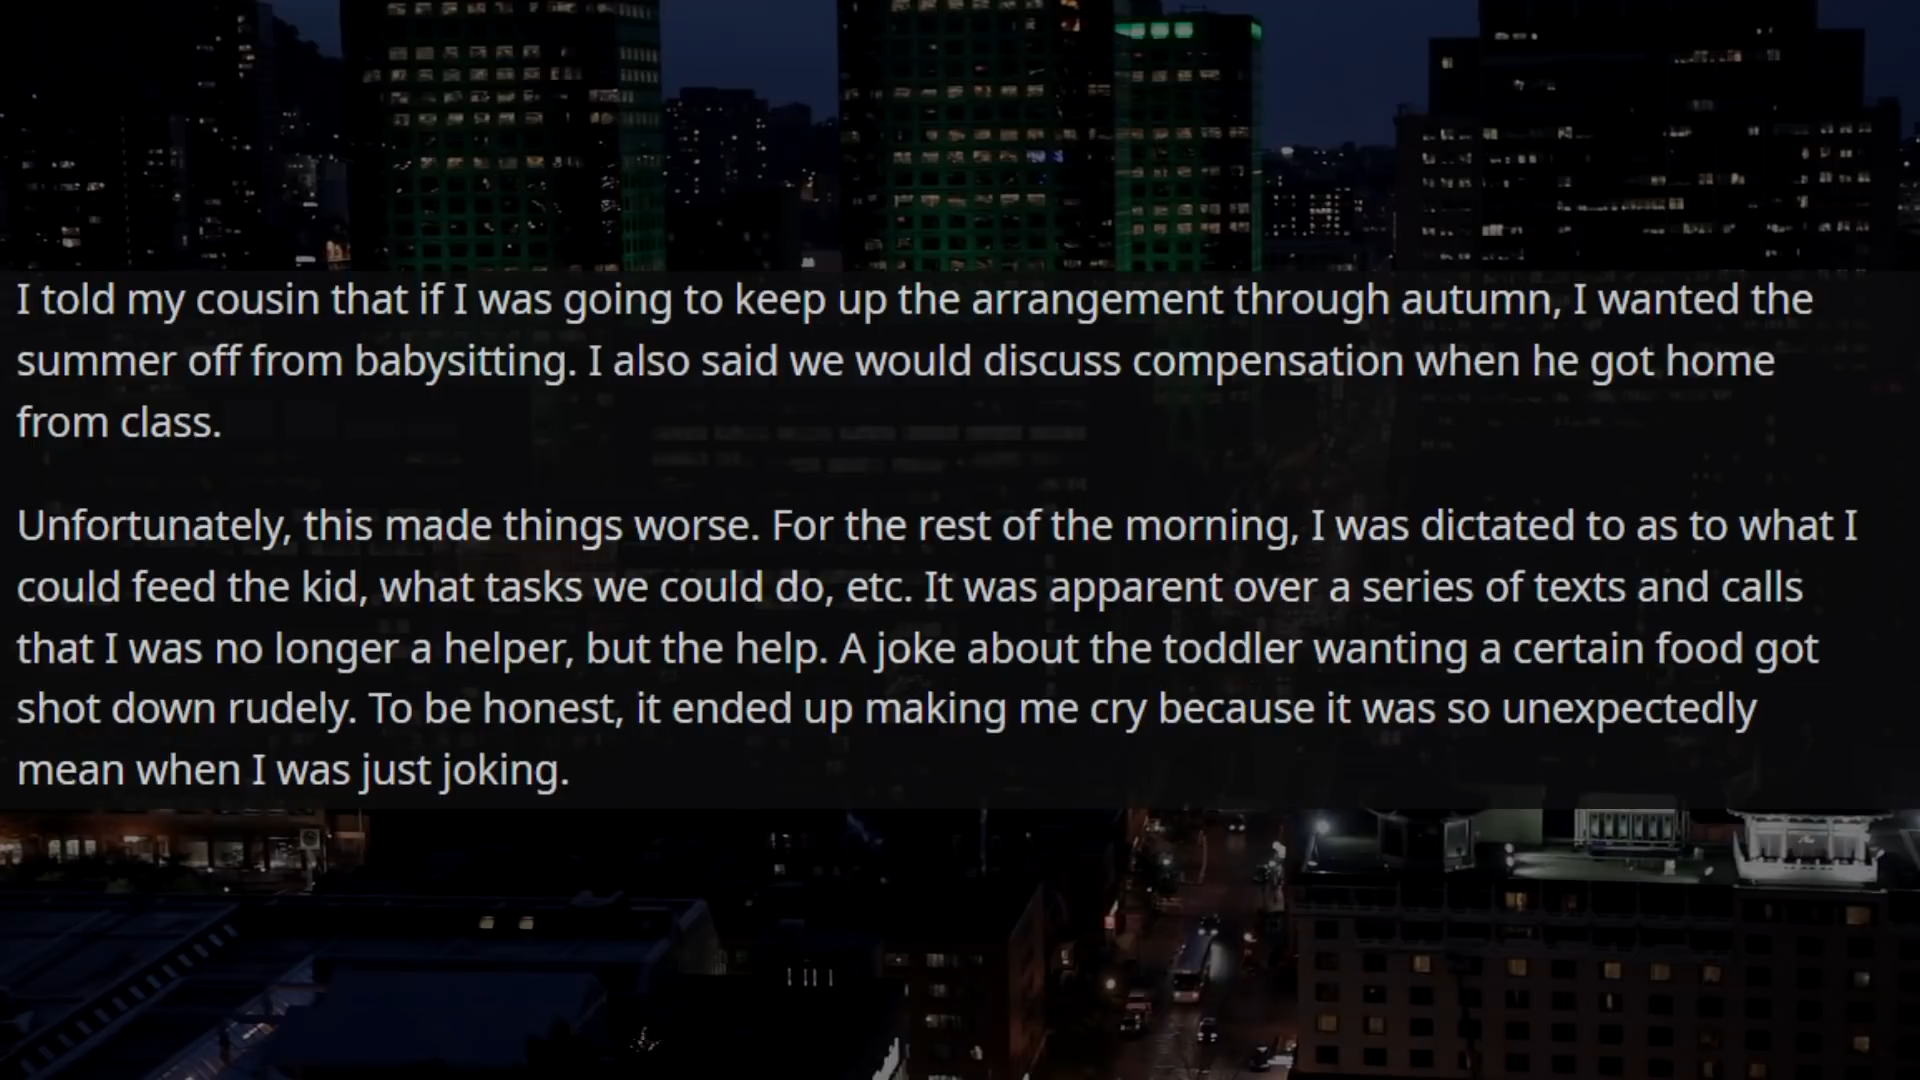 I told my cousin that if I was going to keep up the arrangement through autumn, I wanted the
summer off from babysitting. I also said we would discuss compensation when he got home
from class.
Unfortunately, this made things worse. For the rest of the morning, I was dictated to as to what I
could feed the kid, what tasks we could do, etc. It was apparent over a series of texts and calls
that I was no longer a helper, but the help. A joke about the toddler wanting a certain food got
shot down rudely. To be honest, it ended up making me cry because it was so unexpectedly
mean when I was just joking.